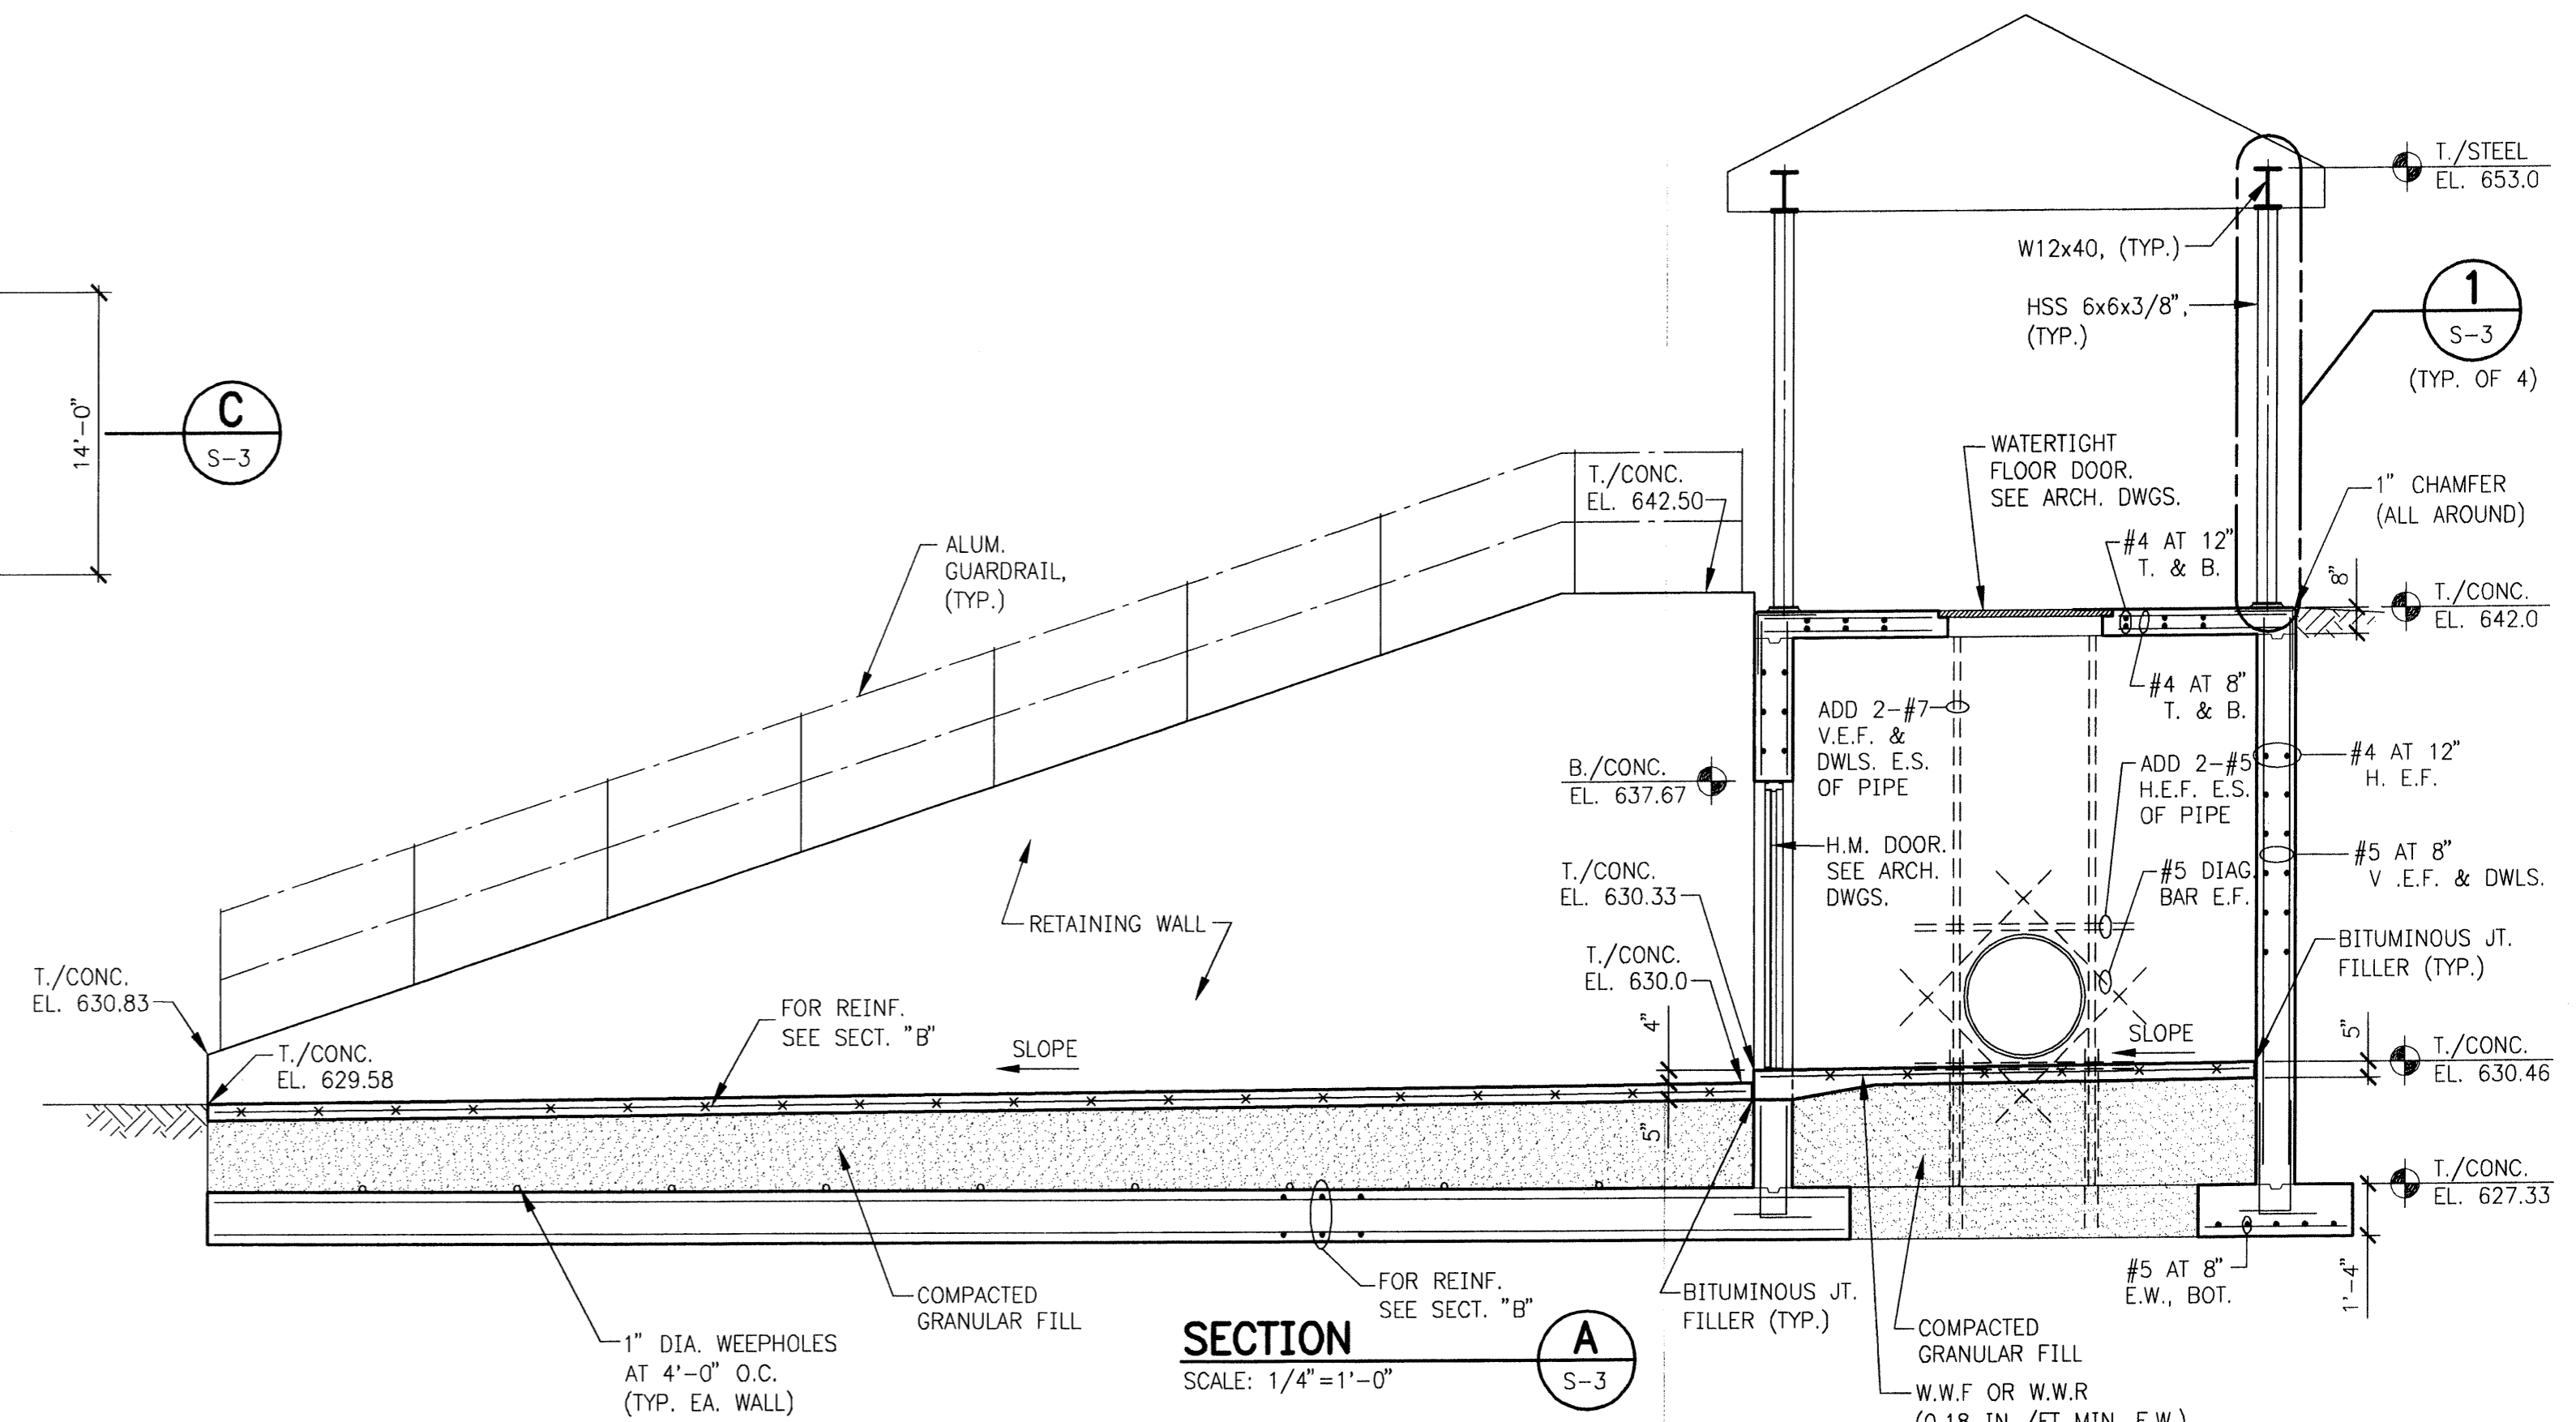 T./STEEL
EL. 653.0
W12x40, (TYP.)
HSS 6x6x3/8",
(TYP.)
1
S-3
(TYP. OF 4)
14'-0"
C
S-3
WATERTIGHT
FLOOR DOOR.
SEE ARCH. DWGS.
T./CONC.
EL. 642.50
1" CHAMFER
(ALL AROUND)
ALUM.
GUARDRAIL,
(TYP.)
#4 AT 12"
T. & B.
8"
T./CONC.
EL. 642.0
#4 AT 8"
T. & B.
ADD 2-#7
V.E.F. &
DWLS. E.S.
OF PIPE
B./CONC.
EL. 637.67
ADD 2-#5
H.E.F. E.S.
OF PIPE
#4 AT 12"
H. E.F.
H.M. DOOR.
SEE ARCH.
DWGS.
#5 AT 8"
V .E.F. & DWLS.
T./CONC.
EL. 630.33
#5 DIAG.
BAR E.F.
RETAINING WALL
BITUMINOUS JT.
FILLER (TYP.)
T./CONC.
EL. 630.0
T./CONC.
EL. 630.83
FOR REINF.
SEE SECT. "B"
4"
SLOPE
5"
T./CONC.
EL. 630.46
SLOPE
T./CONC.
EL. 629.58
5"
T./CONC.
EL. 627.33
#5 AT 8"
E.W., BOT.
1'-4"
COMPACTED
GRANULAR FILL
FOR REINF.
SEE SECT. "B"
BITUMINOUS JT.
FILLER (TYP.)
COMPACTED
GRANULAR FILL
1" DIA. WEEPHOLES
AT 4'-0" O.C.
(TYP. EA. WALL)
SECTION
SCALE: 1/4"=1'-0"
A
S-3
W.W.F OR W.W.R
(0.18 IN. /FT MIN. E.W.)